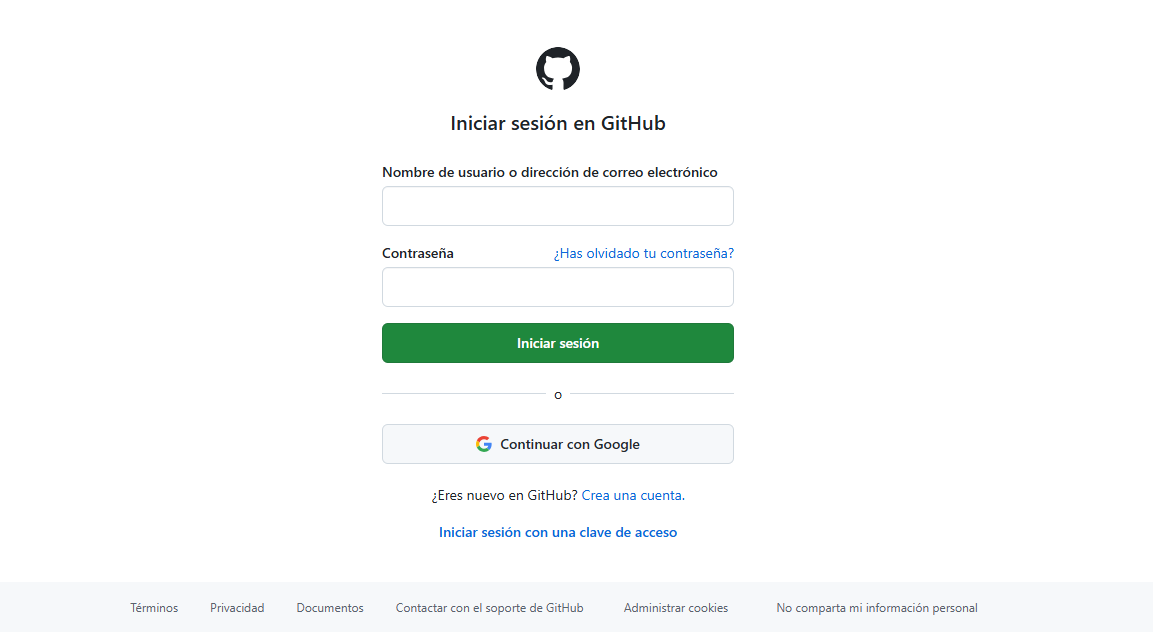 Iniciar sesión en GitHub
Nombre de usuario o dirección de correo electrónico
Contraseña ¿Has olvidado tu contraseña?
Iniciar sesión
o
Continuar con Google
¿Eres nuevo en GitHub? Crea una cuenta.
Iniciar sesión con una clave de acceso
Términos Privacidad Documentos Contactar con el soporte de GitHub Administrar cookies No comparta mi información personal